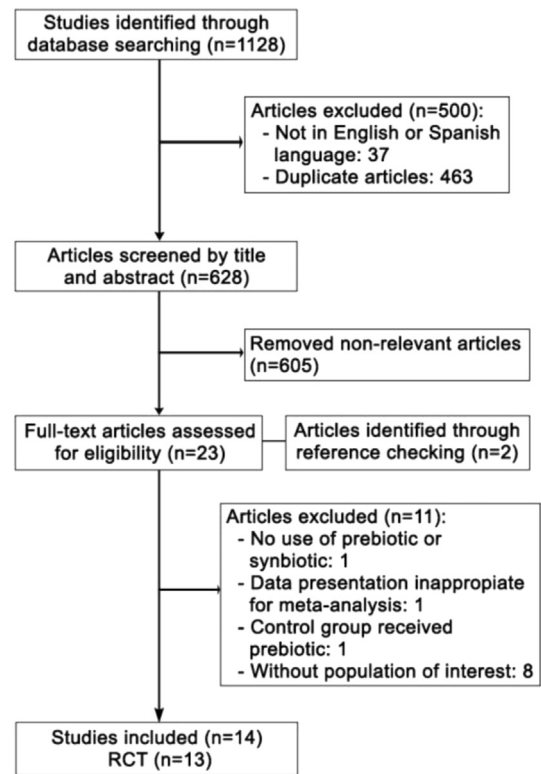 Studies identified through
database searching (n=1128)
Articles excluded (n=500):
- Not in English or Spanish
language: 37
- Duplicate articles: 463
Articles screened by title
and abstract (n=628)
Removed non-relevant articles
(n=605)
Full-text articles assessed
for eligibility (n=23)
Articles identified through
reference checking (n=2)
Articles excluded (n=11):
- No use of prebiotic or
synbiotic: 1
- Data presentation inappropiate
for meta-analysis: 1
- Control group received
prebiotic: 1
- Without population of interest: 8
Studies included (n=14)
RCT (n=13)